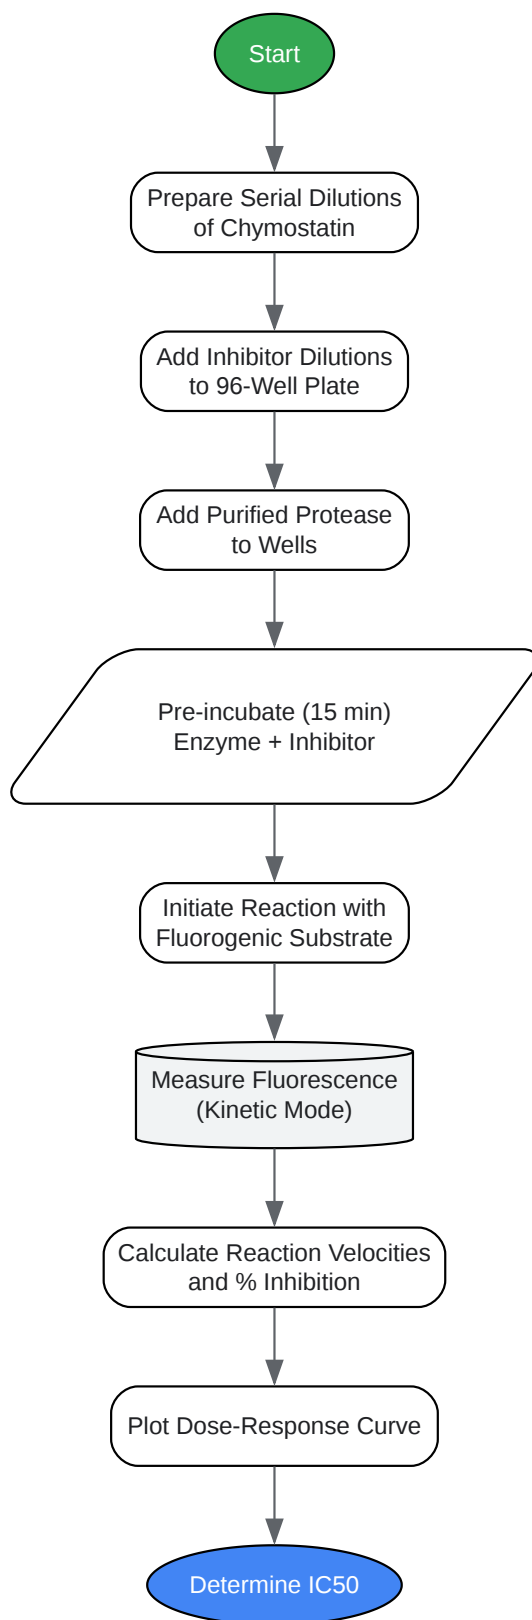 Start
Prepare Serial Dilutions
of Chymostatin
Add Inhibitor Dilutions
to 96-Well Plate
Add Purified Protease
to Wells
Pre-incubate (15 min)
Enzyme + Inhibitor
Initiate Reaction with
Fluorogenic Substrate
Measure Fluorescence
(Kinetic Mode)
Calculate Reaction Velocities
and % Inhibition
Plot Dose-Response Curve
Determine IC50